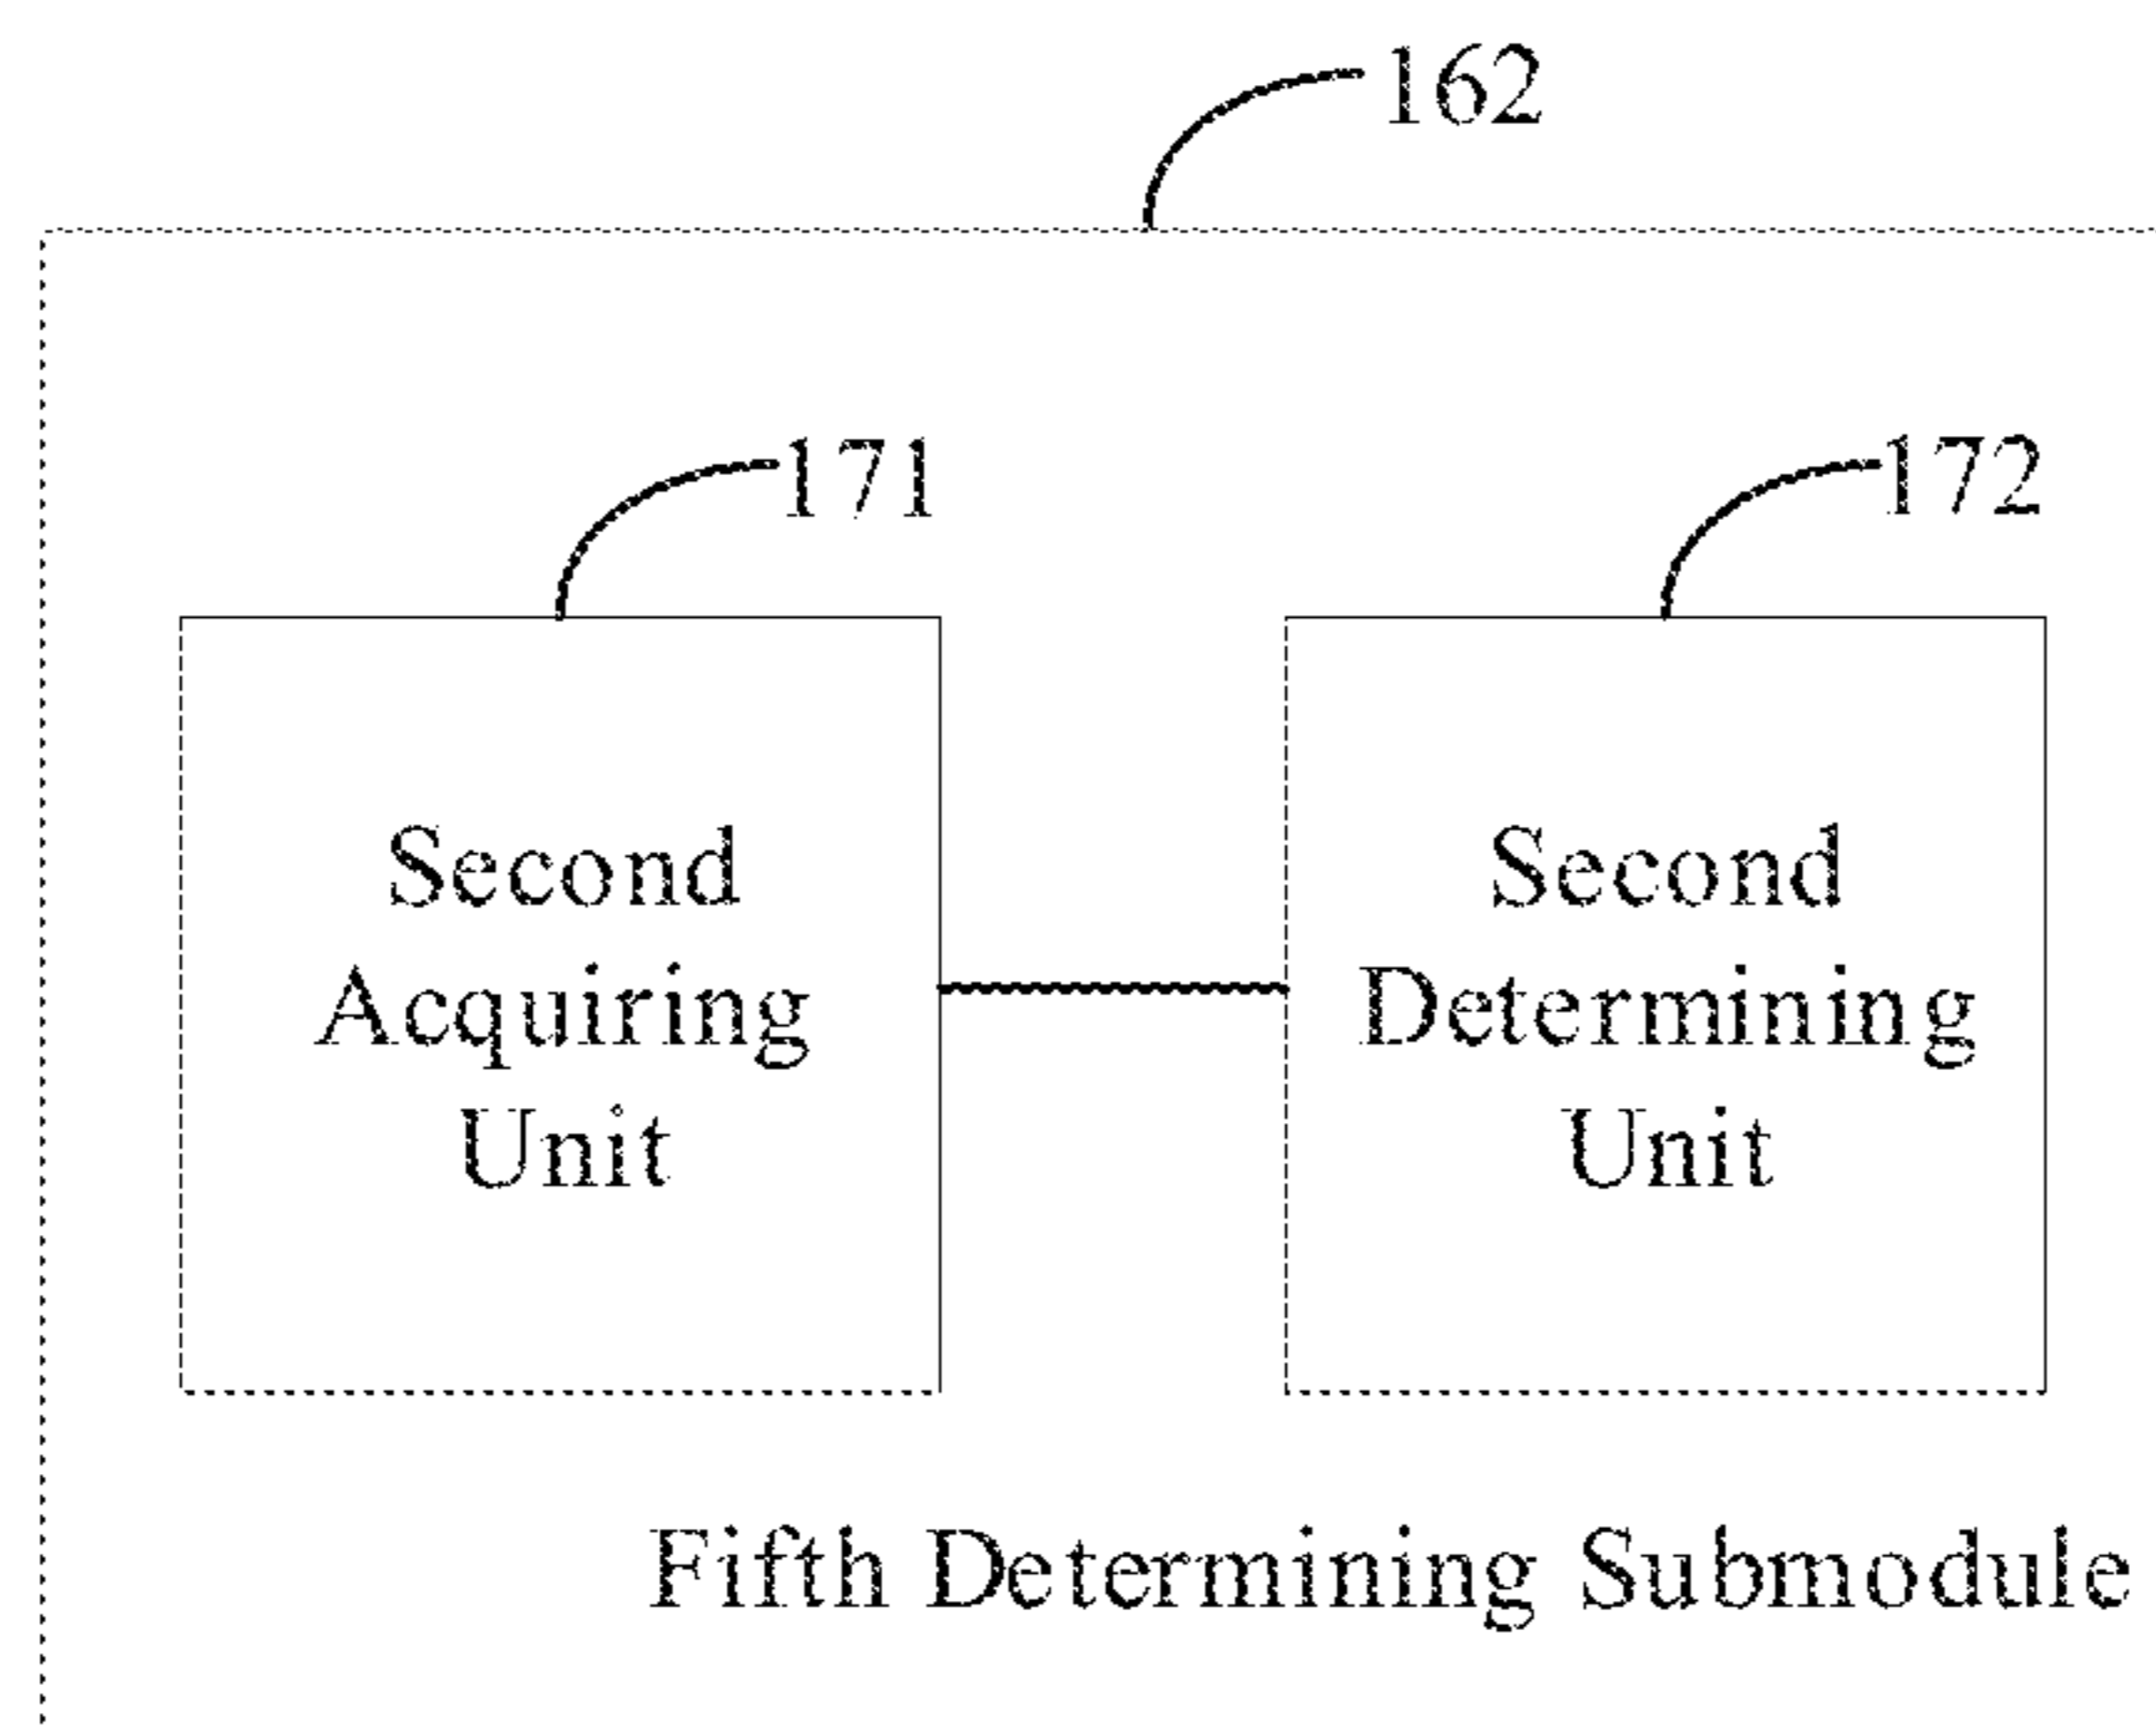 162
171
172
Second
Acquiring
Unit
Second
Determining
Unit
Fifth Determining Submodule